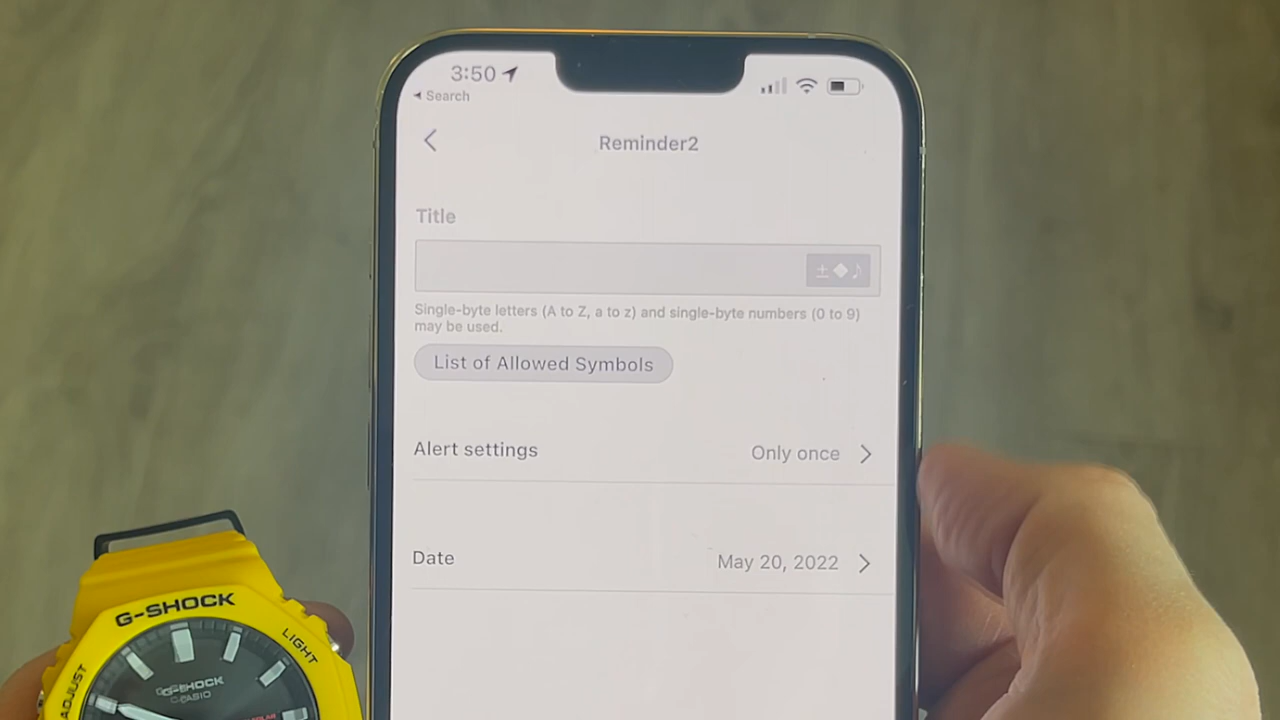 3:50
Search
Reminder2
Title
Single-byte letters (A to Z, a to z) and single-byte numbers (0 to 9)
may be used.
List of Allowed Symbols
Alert settings
Only once
Date
May 20, 2022
G-SHOCK
LIGHT
ADJUST
G-SHOCK
CASIO